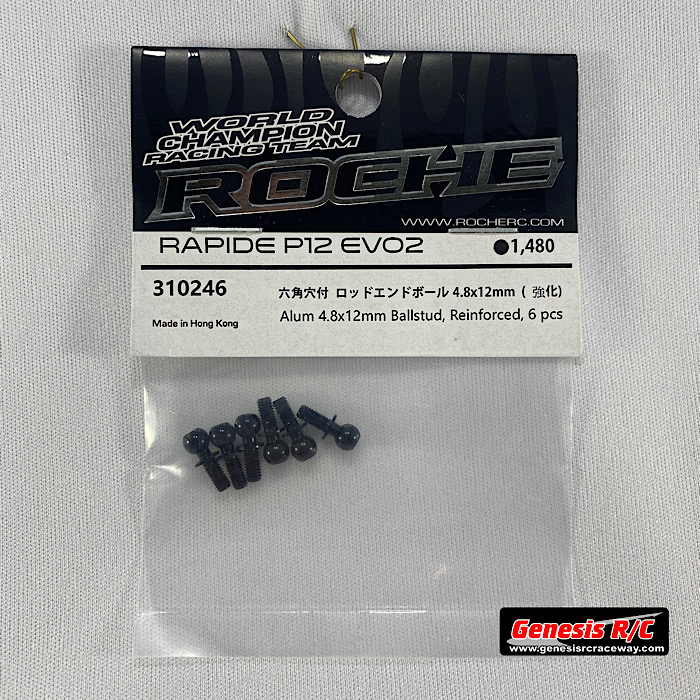 WORLD
CHAMPION
RACING TEAM
ROCHE
WWW.ROCHERC.COM
RAPIDE P12 EVO2 ●1,480
310246 六角穴付 ロッドエンドボール 4.8x12mm ( 強化)
Made in Hong Kong Alum 4.8x12mm Ballstud, Reinforced, 6 pcs
Genesis R/C
www.genesisrcraceway.com